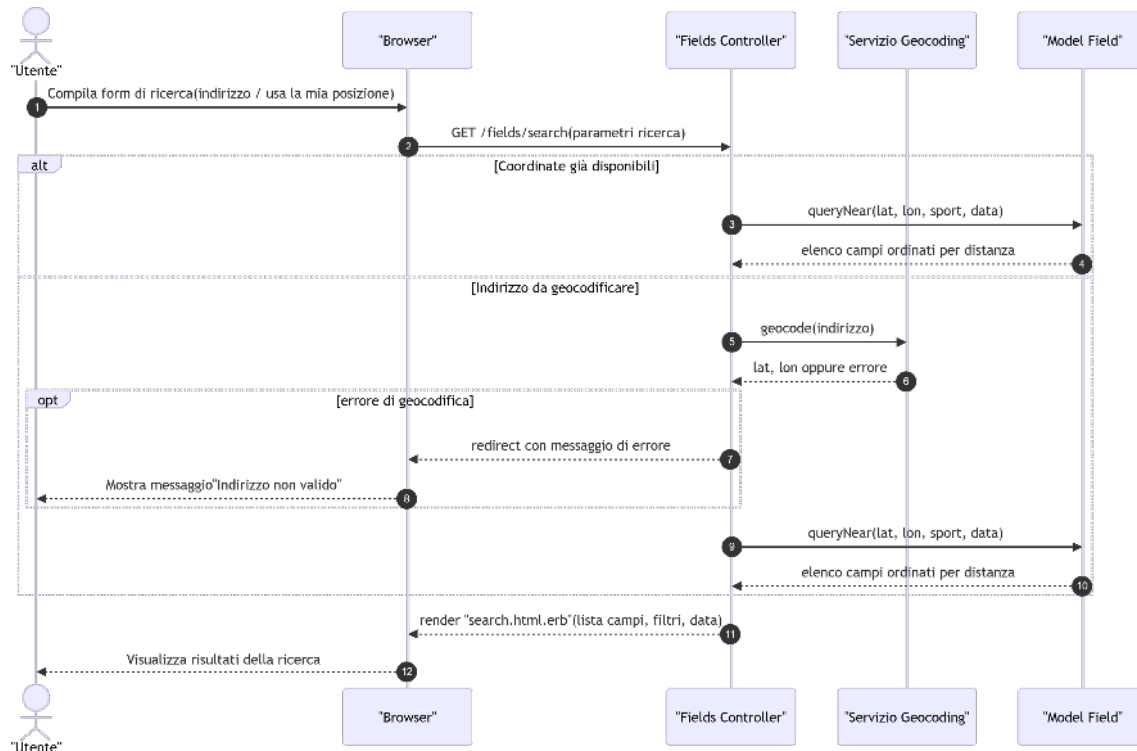 "Utente"
"Browser"
"Fields Controller"
"Servizio Geocoding"
"Model Field"
1
Compila form di ricerca(indirizzo / usa la mia posizione)
2
GET /fields/search(parametri ricerca)
alt
[Coordinate già disponibili]
3
queryNear(lat, lon, sport, data)
elenco campi ordinati per distanza
4
[Indirizzo da geocodificare]
5
geocode(indirizzo)
lat, lon oppure errore
6
opt
[errore di geocodifica]
redirect con messaggio di errore
7
Mostra messaggio"Indirizzo non valido"
8
9
queryNear(lat, lon, sport, data)
elenco campi ordinati per distanza
10
render "search.html.erb"(lista campi, filtri, data)
11
Visualizza risultati della ricerca
12
"Utente"
"Browser"
"Fields Controller"
"Servizio Geocoding"
"Model Field"